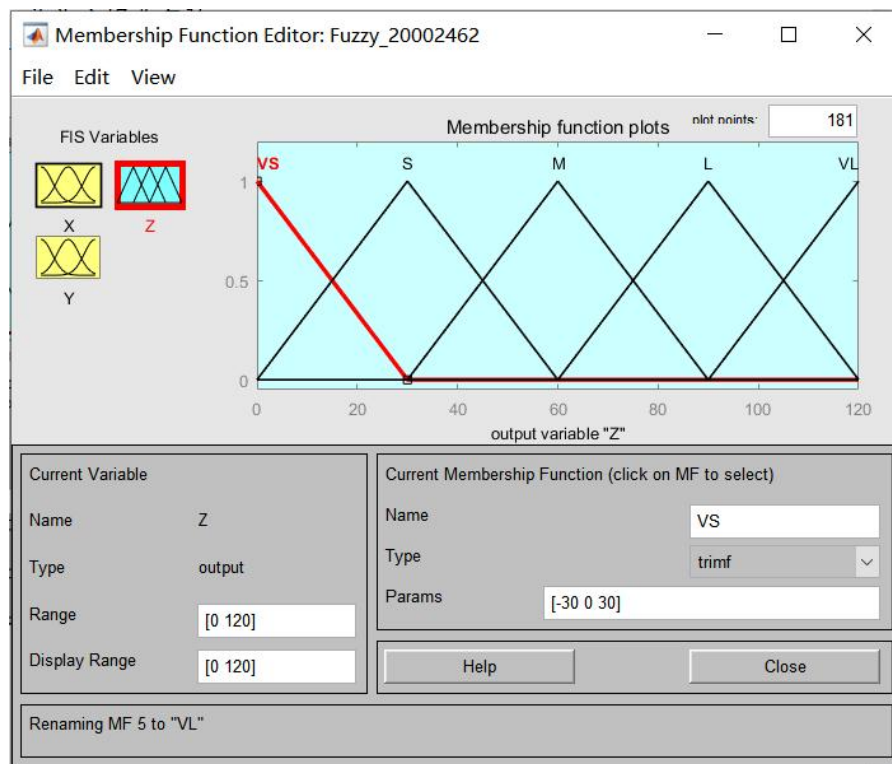 Membership Function Editor: Fuzzy_20002462
File Edit View
FIS Variables
Membership function plots
plot points:
181
X
Z
Y
VS
S
M
L
VL
1
0.5
0
0
20
40
60
80
100
120
output variable "Z"
Current Variable
Name
Z
Type
output
Range
[0 120]
Display Range
[0 120]
Current Membership Function (click on MF to select)
Name
VS
Type
trimf
Params
[-30 0 30]
Help
Close
Renaming MF 5 to "VL"